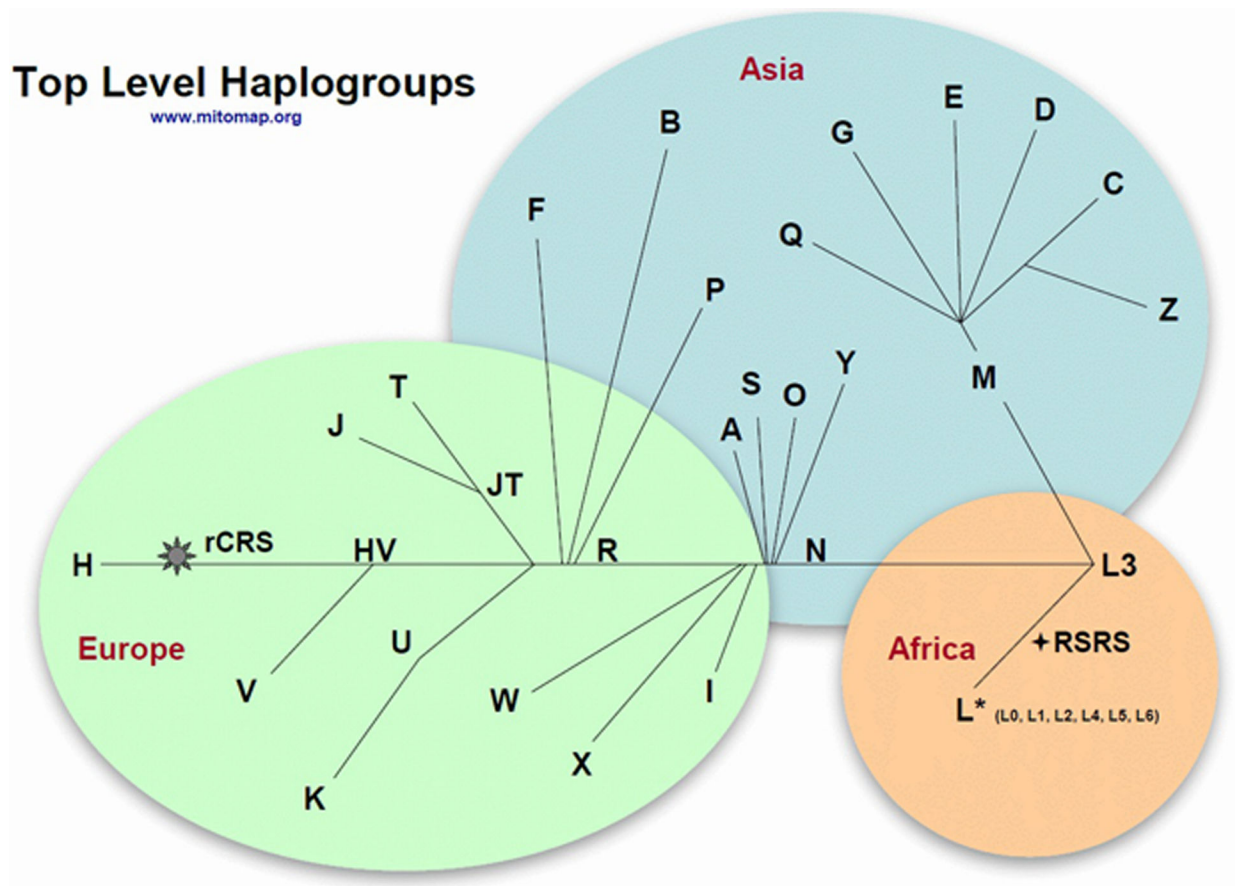 Top Level Haplogroups
www.mitomap.org
Asia
B
G
E
D
C
F
Q
P
Z
T
J
JT
S
O
Y
A
M
H
rCRS
HV
R
N
L3
Europe
U
V
W
I
X
K
Africa
RSRS
L* (L0, L1, L2, L4, L5, L6)